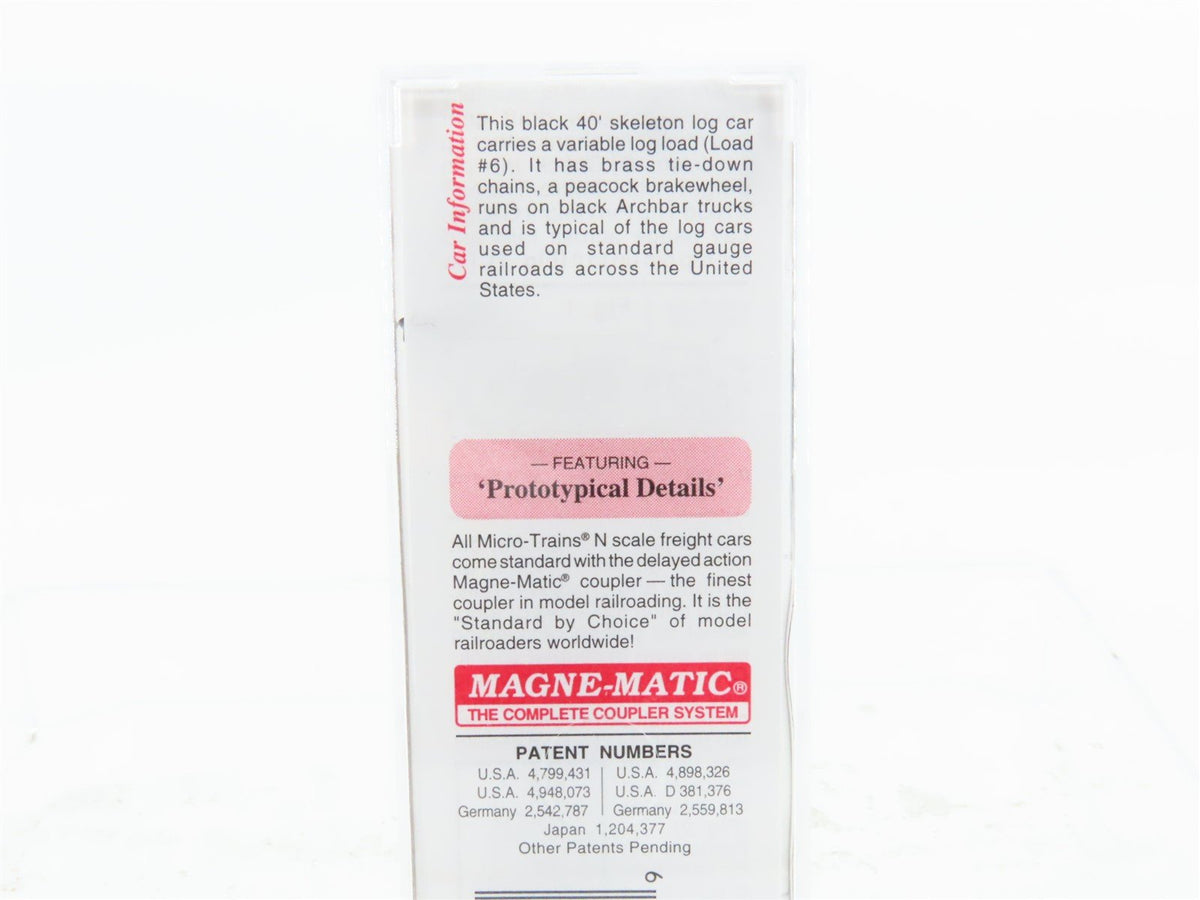 Car Information
This black 40' skeleton log car
carries a variable log load (Load
#6). It has brass tie-down
chains, a peacock brakewheel,
runs on black Archbar trucks
and is typical of the log cars
used on standard gauge
railroads across the United
States.
— FEATURING —
‘Prototypical Details’
All Micro-Trains® N scale freight cars
come standard with the delayed action
Magne-Matic® coupler — the finest
coupler in model railroading. It is the
"Standard by Choice" of model
railroaders worldwide!
MAGNE-MATIC®
THE COMPLETE COUPLER SYSTEM
PATENT NUMBERS
U.S.A. 4,799,431 | U.S.A. 4,898,326
U.S.A. 4,948,073 | U.S.A. D 381,376
Germany 2,542,787 | Germany 2,559,813
Japan 1,204,377
Other Patents Pending